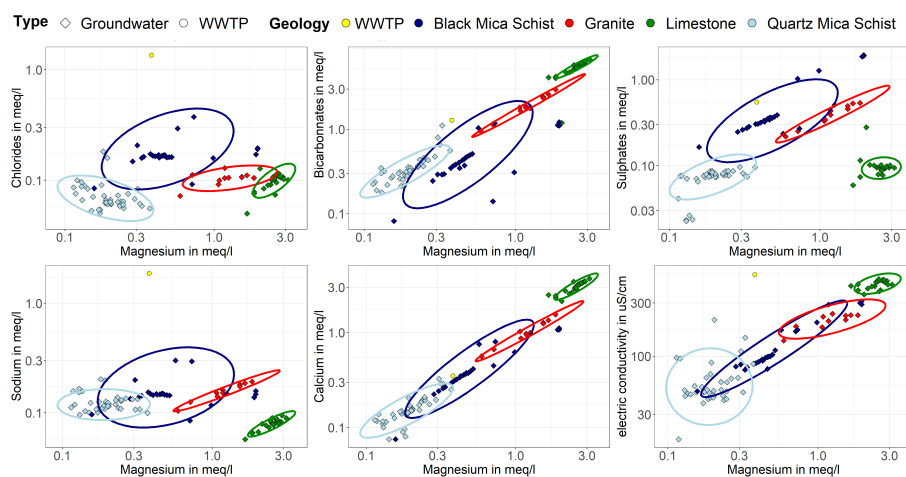 Type Groundwater WWTP Geology WWTP Black Mica Schist Granite Limestone Quartz Mica Schist
Chlorides in meq/l
1.0
0.3
0.1
0.1 0.3 1.0 3.0
Magnesium in meq/l
Bicarbonnates in meq/l
3.0
1.0
0.3
0.1
0.1 0.3 1.0 3.0
Magnesium in meq/l
Sulphates in meq/l
1.00
0.30
0.10
0.03
0.1 0.3 1.0 3.0
Magnesium in meq/l
Sodium in meq/l
1.0
0.3
0.1
0.1 0.3 1.0 3.0
Magnesium in meq/l
Calcium in meq/l
3.0
1.0
0.3
0.1
0.1 0.3 1.0 3.0
Magnesium in meq/l
electric conductivity in uS/cm
300
100
30
0.1 0.3 1.0 3.0
Magnesium in meq/l